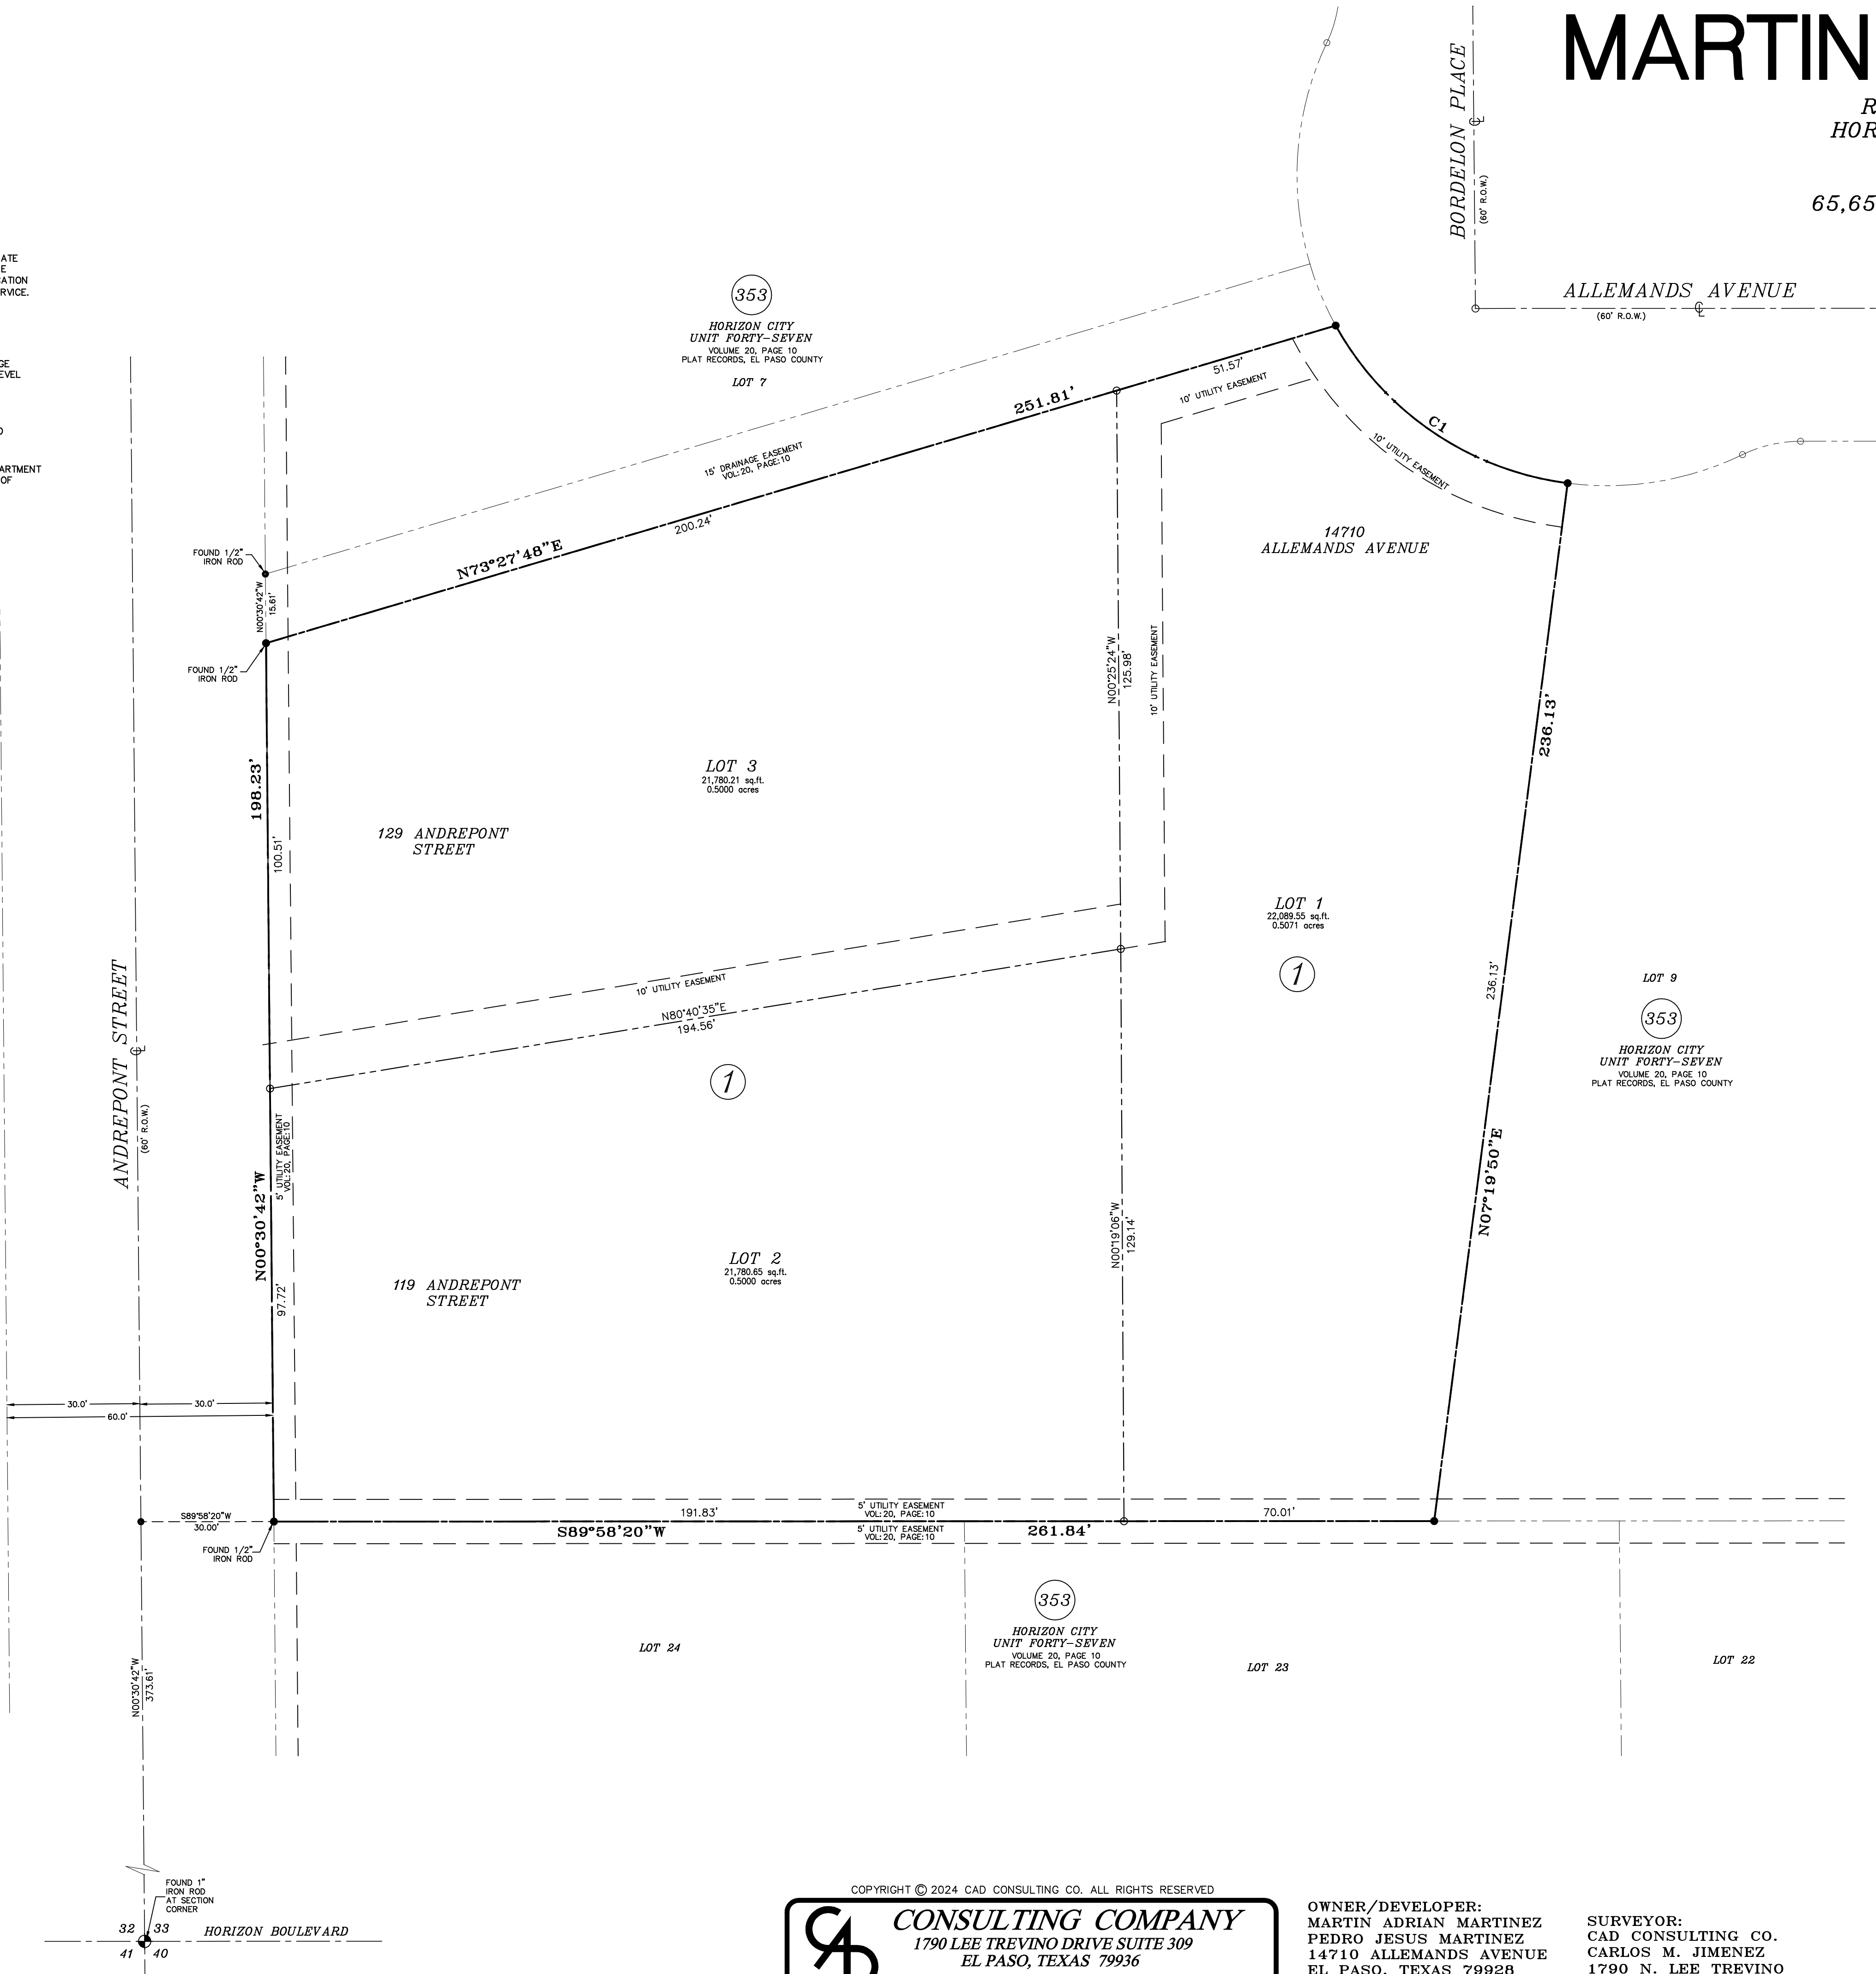 MARTIN
R
HOR
65,65
BORDELON PLACE
(60' R.O.W.)
ALLEMANDS AVENUE
(60' R.O.W.)
ATE
E
CATION
RVICE.
GE
EVEL
D
ARTMENT
OF
353
HORIZON CITY
UNIT FORTY-SEVEN
VOLUME 20, PAGE 10
PLAT RECORDS, EL PASO COUNTY
LOT 7
251.81'
51.57'
10' UTILITY EASEMENT
C1
10' UTILITY EASEMENT
15' DRAINAGE EASEMENT
VOL:20, PAGE:10
200.24'
N73°27'48"E
14710
ALLEMANDS AVENUE
FOUND 1/2"
IRON ROD
N00°30'42"W
15.61'
FOUND 1/2"
IRON ROD
N00°25'24"W
125.98'
10' UTILITY EASEMENT
236.13'
198.23'
100.51'
LOT 3
21,780.21 sq.ft.
0.5000 acres
129 ANDREPONT
STREET
LOT 1
22,089.55 sq.ft.
0.5071 acres
1
236.13'
LOT 9
353
HORIZON CITY
UNIT FORTY-SEVEN
VOLUME 20, PAGE 10
PLAT RECORDS, EL PASO COUNTY
10' UTILITY EASEMENT
N80°40'35"E
194.56'
1
ANDREPONT STREET
(60' R.O.W.)
5' UTILITY EASEMENT
VOL:20, PAGE:10
N00°30'42"W
97.72'
N07°19'50"E
N00°19'06"W
129.14'
LOT 2
21,780.65 sq.ft.
0.5000 acres
119 ANDREPONT
STREET
30.0'
30.0'
60.0'
S89°58'20"W
30.00'
FOUND 1/2"
IRON ROD
191.83'
5' UTILITY EASEMENT
VOL:20, PAGE:10
70.01'
S89°58'20"W
5' UTILITY EASEMENT
VOL:20, PAGE:10
261.84'
353
HORIZON CITY
UNIT FORTY-SEVEN
VOLUME 20, PAGE 10
PLAT RECORDS, EL PASO COUNTY
LOT 24
LOT 23
LOT 22
N00°30'42"W
373.61'
FOUND 1"
IRON ROD
AT SECTION
CORNER
32 33
41 40
HORIZON BOULEVARD
COPYRIGHT © 2024 CAD CONSULTING CO. ALL RIGHTS RESERVED
CONSULTING COMPANY
1790 LEE TREVINO DRIVE SUITE 309
EL PASO, TEXAS 79936
OWNER/DEVELOPER:
MARTIN ADRIAN MARTINEZ
PEDRO JESUS MARTINEZ
14710 ALLEMANDS AVENUE
EL PASO, TEXAS 79928
SURVEYOR:
CAD CONSULTING CO.
CARLOS M. JIMENEZ
1790 N. LEE TREVINO